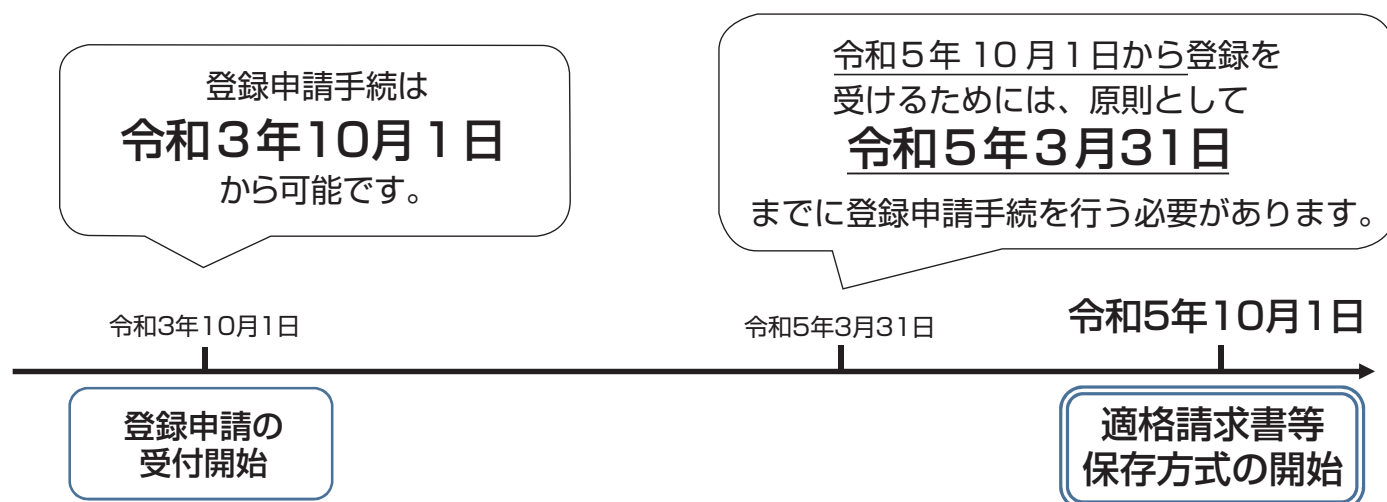 登録申請手続は
令和3年10月1日
から可能です。
令和5年10月1日から登録を
受けるためには、原則として
令和5年3月31日
までに登録申請手続を行う必要があります。
令和3年10月1日
令和5年3月31日
令和5年10月1日
登録申請の
受付開始
適格請求書等
保存方式の開始